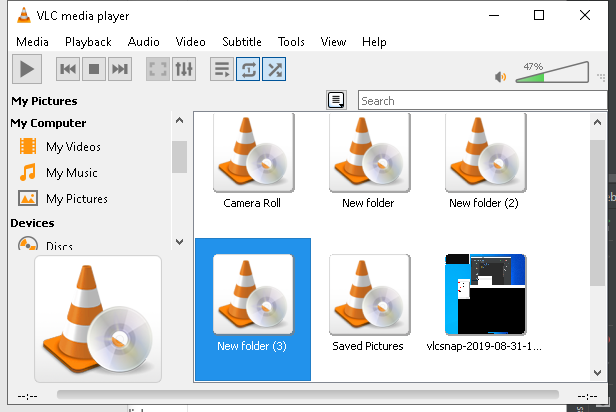 VLC media player
Media Playback Audio Video Subtitle Tools View Help
47%
My Pictures
Search
My Computer
My Videos
My Music
My Pictures
Devices
Discs
Camera Roll
New folder
New folder (2)
New folder (3)
Saved Pictures
vlcsnap-2019-08-31-1...
--:--
--:--